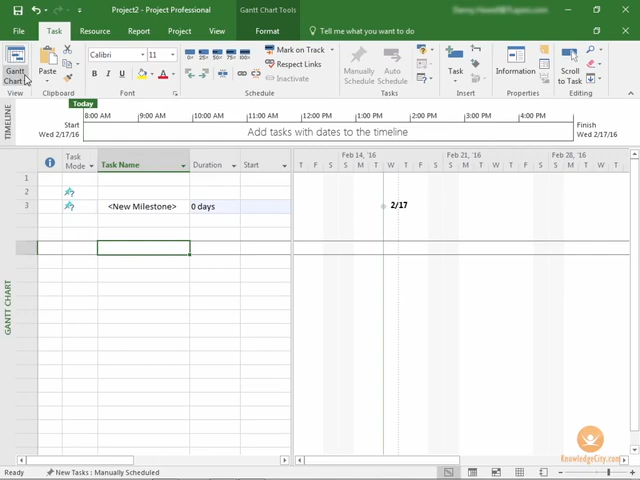 Project2 - Project Professional
Gantt Chart Tools
File
Task
Resource
Report
Project
View
Format
Tell me what you want to do
Gantt
Chart
Paste
Calibri
11
B I U
Mark on Track
Respect Links
Inactivate
Manually
Schedule
Auto
Schedule
Task
Information
Scroll
to Task
View
Clipboard
Font
Schedule
Tasks
Insert
Properties
Editing
TIMELINE
Today
8:00 AM
9:00 AM
10:00 AM
11:00 AM
12:00 PM
1:00 PM
2:00 PM
3:00 PM
4:00 PM
Start
Wed 2/17/16
Add tasks with dates to the timeline
Finish
Wed 2/17/16
Task
Mode
Task Name
Duration
Start
Feb 14, '16
Feb 21, '16
Feb 28, '16
T F S S M T W T F S S M T W T F S S M T W T
1
2
3
<New Milestone>
0 days
2/17
GANTT CHART
KnowledgeCity.com
Ready
New Tasks : Manually Scheduled